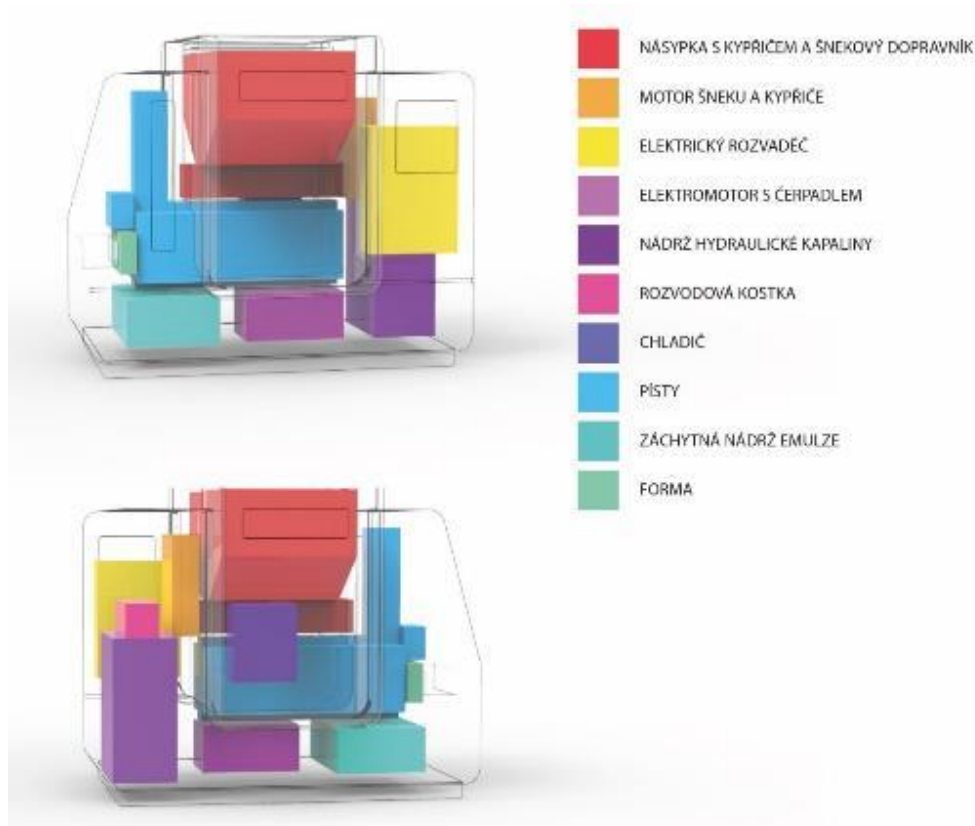 NÁSYPKA S KYPŘIČEM A ŠNEKOVÝ DOPRAVNÍK
MOTOR ŠNEKU A KYPŘIČE
ELEKTRICKÝ ROZVADĚČ
ELEKTROMOTOR S ČERPADLEM
NÁDRŽ HYDRAULICKÉ KAPALINY
ROZVODOVÁ KOSTKA
CHLADIČ
PÍSTY
ZÁCHYTNÁ NÁDRŽ EMULZE
FORMA